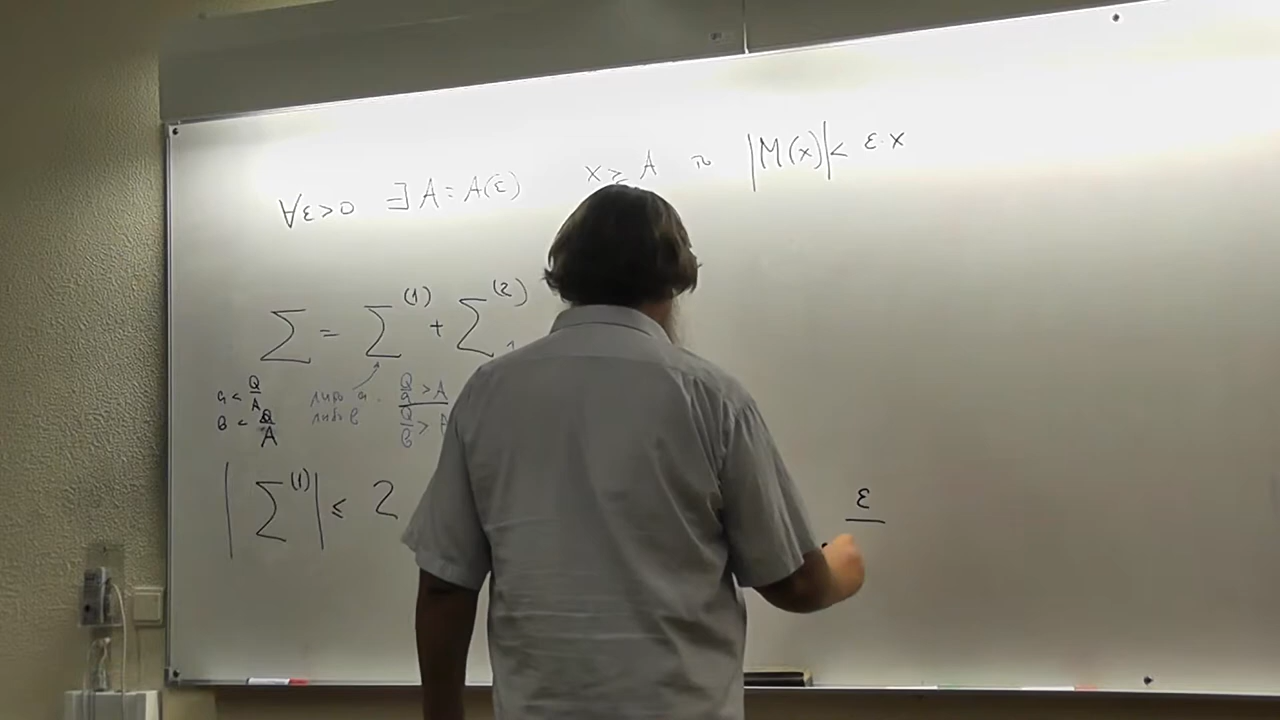 ∀ε>0 ∃A=A(ε) x≥A |M(x)|< ε·x
Σ = Σ⁽¹⁾ + Σ⁽²⁾
a < Q/A либо a Q/a > A
b < Q/A либо b Q/b >
|Σ⁽¹⁾| ≤ 2 ε